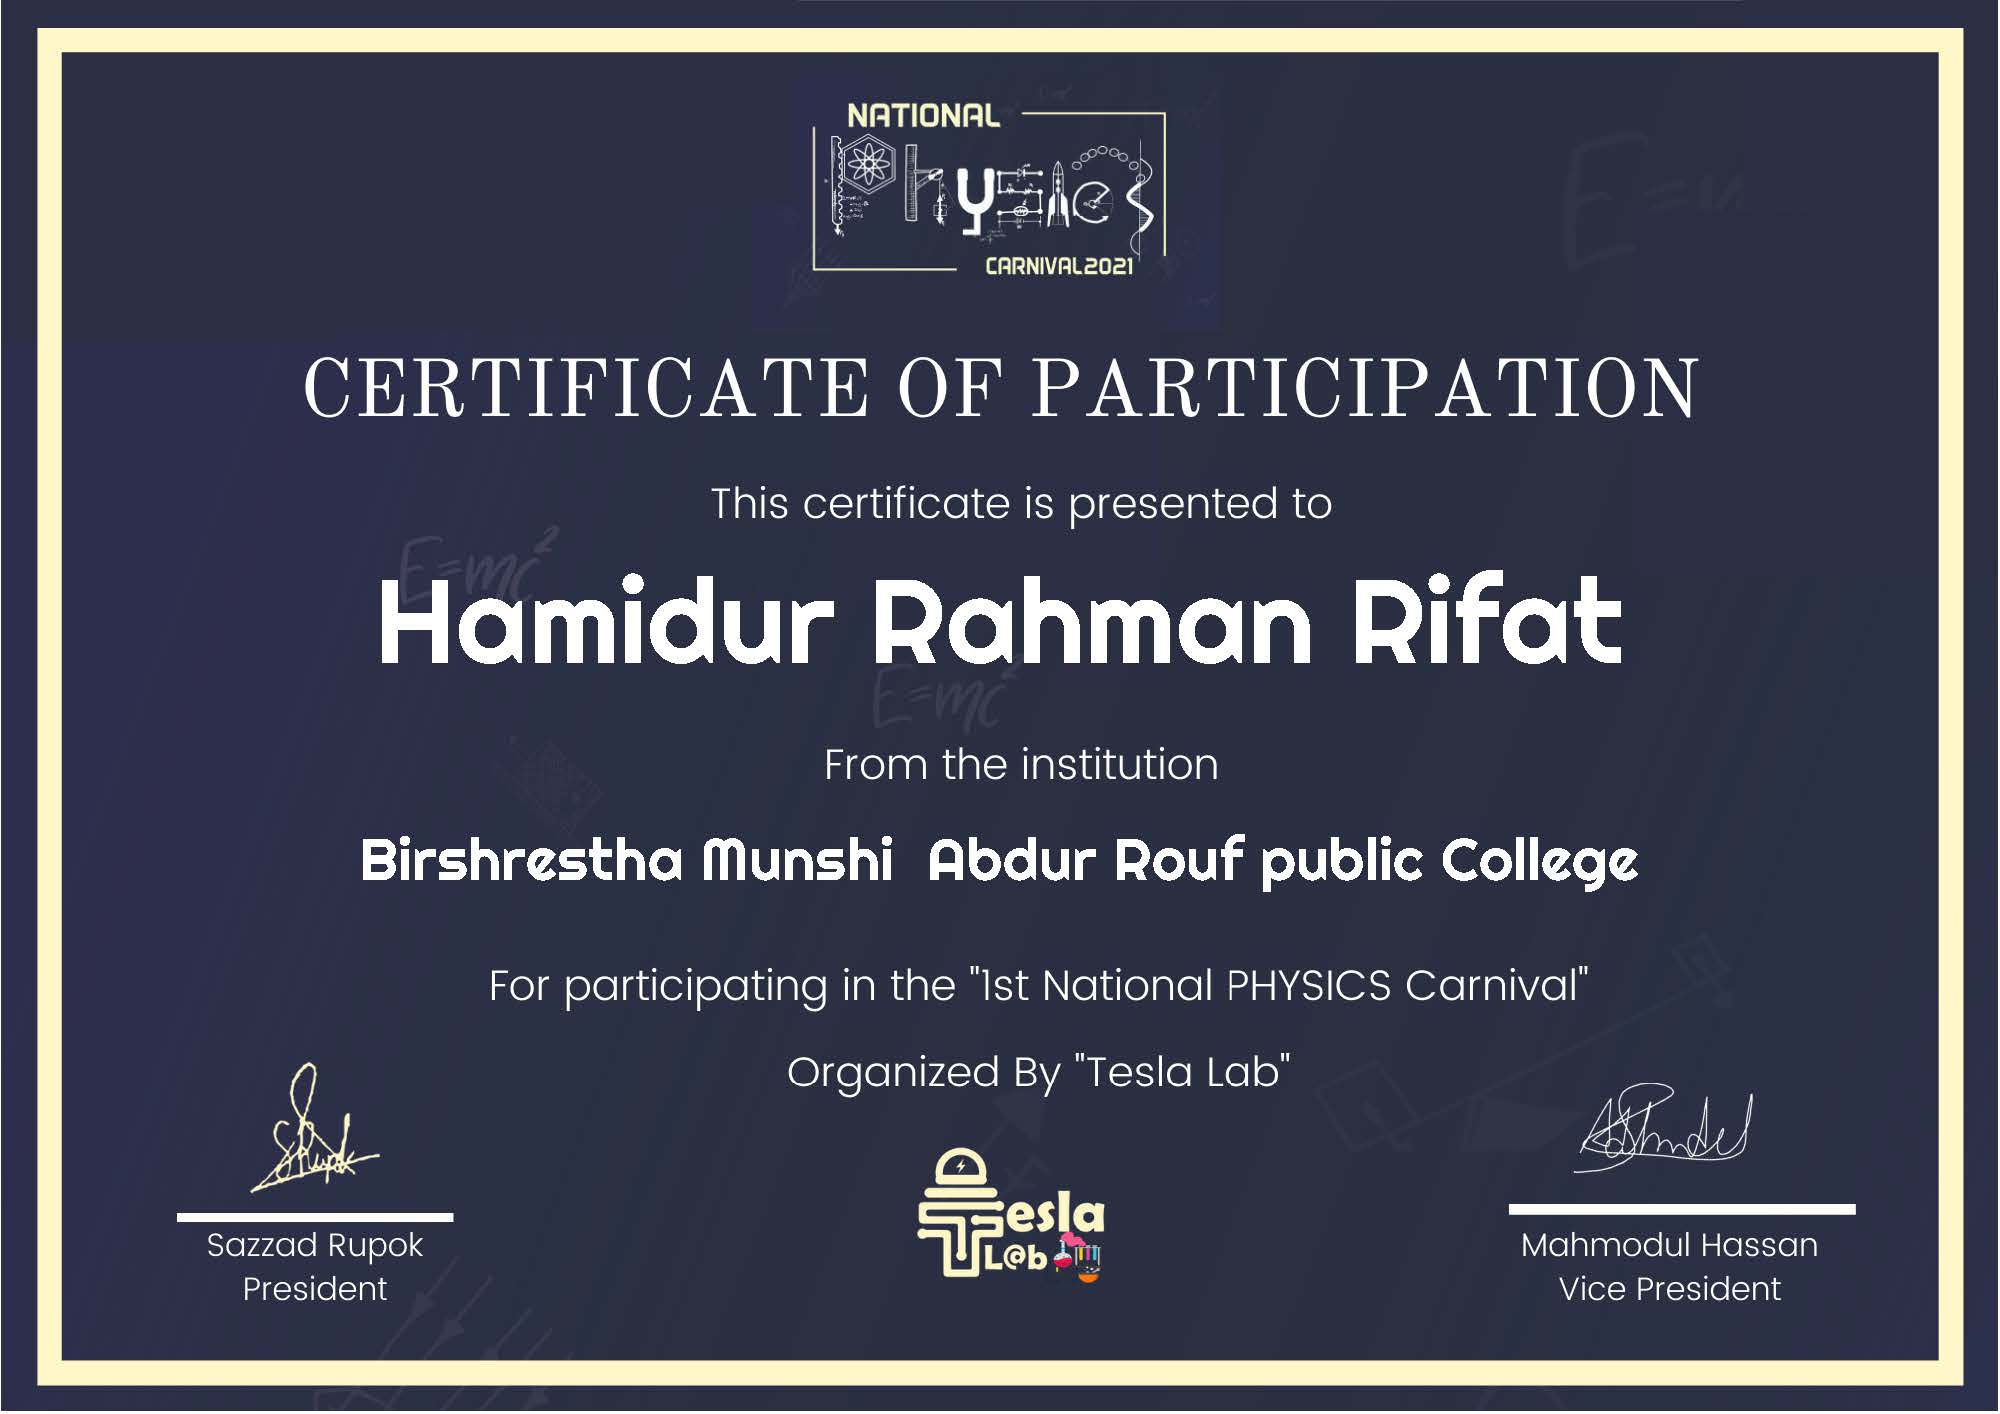 NATIONAL
Physics
CARNIVAL2021
CERTIFICATE OF PARTICIPATION
This certificate is presented to
E=mc²
Hamidur Rahman Rifat
E=mc²
From the institution
Birshrestha Munshi  Abdur Rouf public College
For participating in the "1st National PHYSICS Carnival"
Organized By "Tesla Lab"
Tesla
L@b
Sazzad Rupok
President
Mahmodul Hassan
Vice President